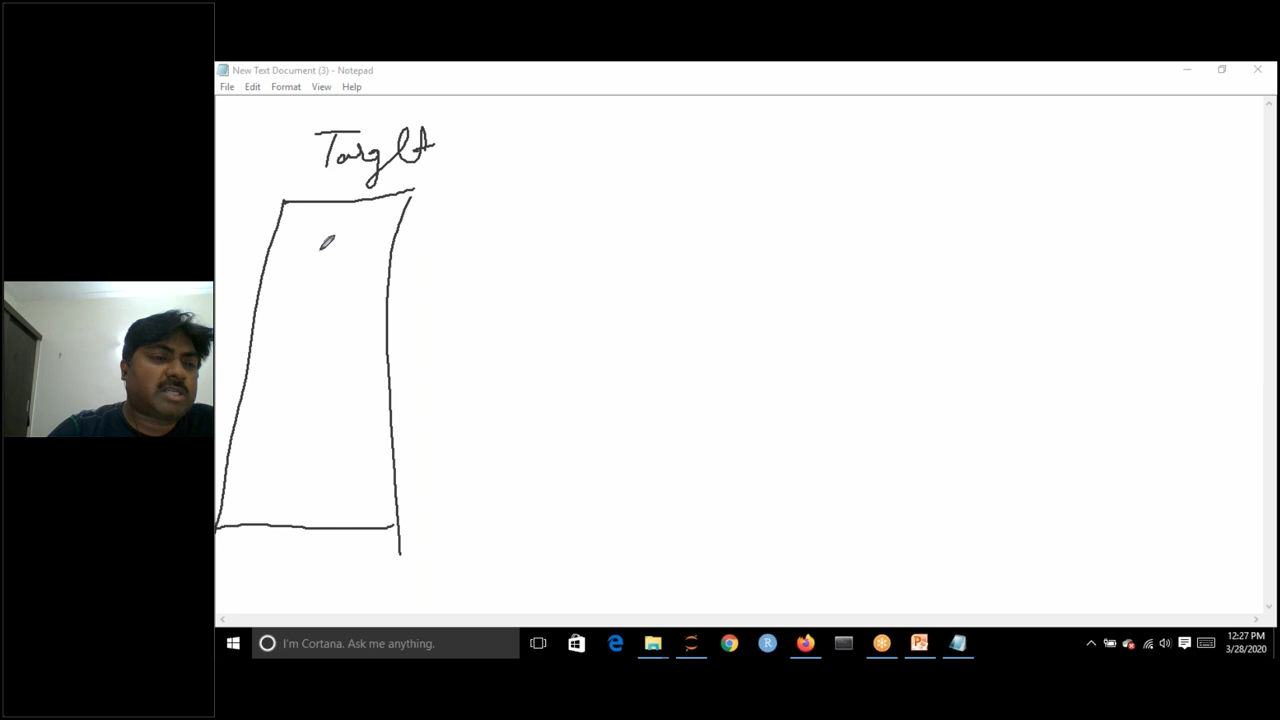 New Text Document (3) - Notepad
File Edit Format View Help
Target
I'm Cortana. Ask me anything.
12:27 PM
3/28/2020